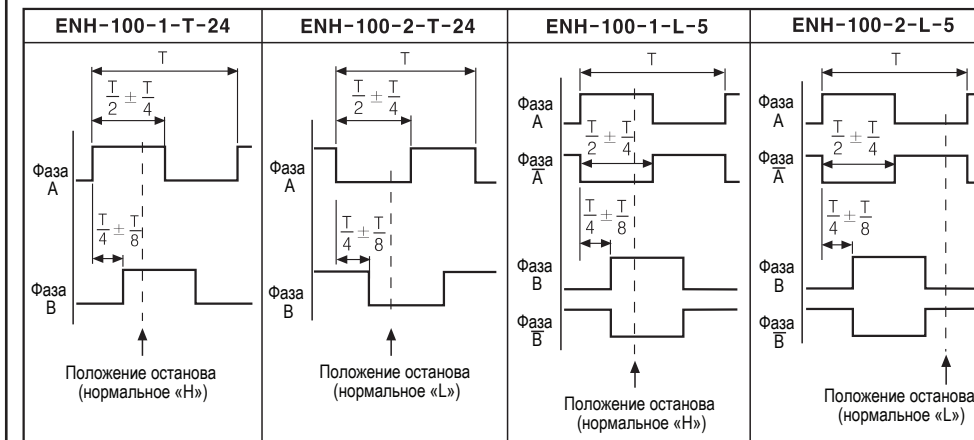 ENH-100-1-T-24
T
T/2 ± T/4
Фаза
A
T/4 ± T/8
Фаза
B
Положение останова
(нормальное «H»)
ENH-100-2-T-24
T
T/2 ± T/4
Фаза
A
T/4 ± T/8
Фаза
B
Положение останова
(нормальное «L»)
ENH-100-1-L-5
T
Фаза
A
T/2 ± T/4
Фаза
A̅
T/4 ± T/8
Фаза
B
Фаза
B̅
Положение останова
(нормальное «H»)
ENH-100-2-L-5
T
Фаза
A
T/2 ± T/4
Фаза
A̅
T/4 ± T/8
Фаза
B
Фаза
B̅
Положение останова
(нормальное «L»)